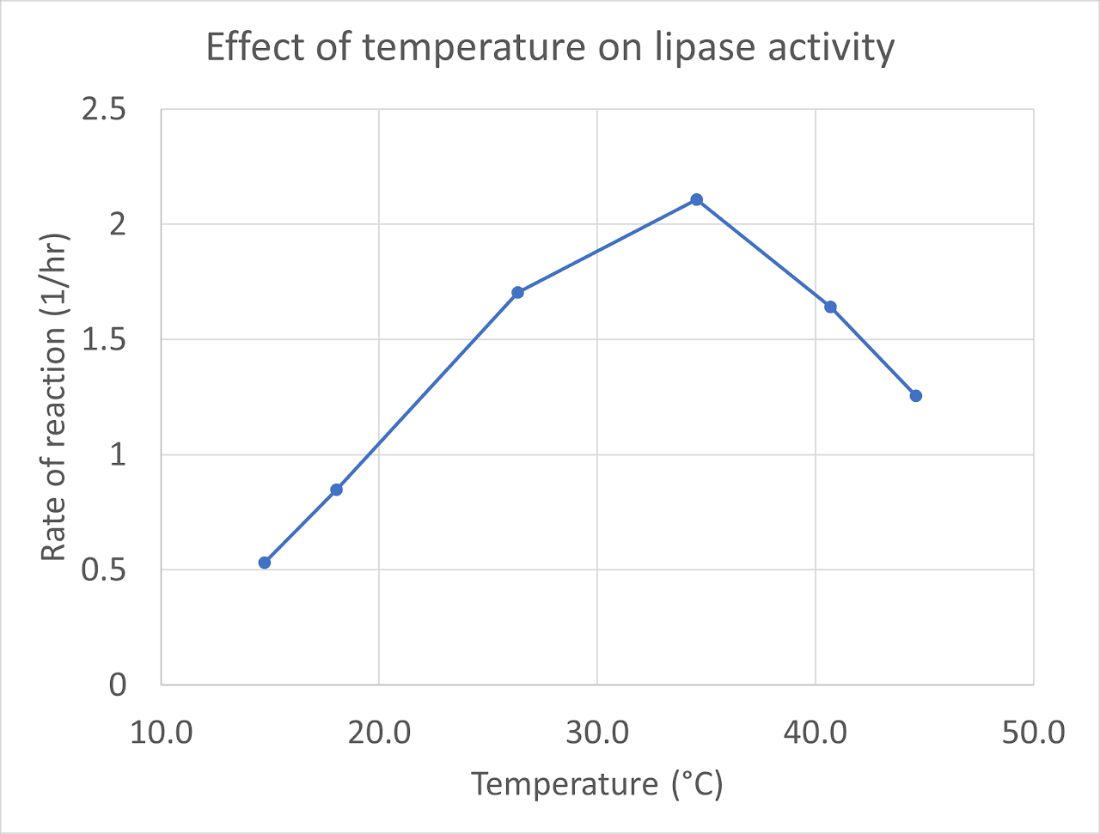 Effect of temperature on lipase activity
2.5
2
1.5
1
0.5
0
Rate of reaction (1/hr)
10.0 20.0 30.0 40.0 50.0
Temperature (°C)